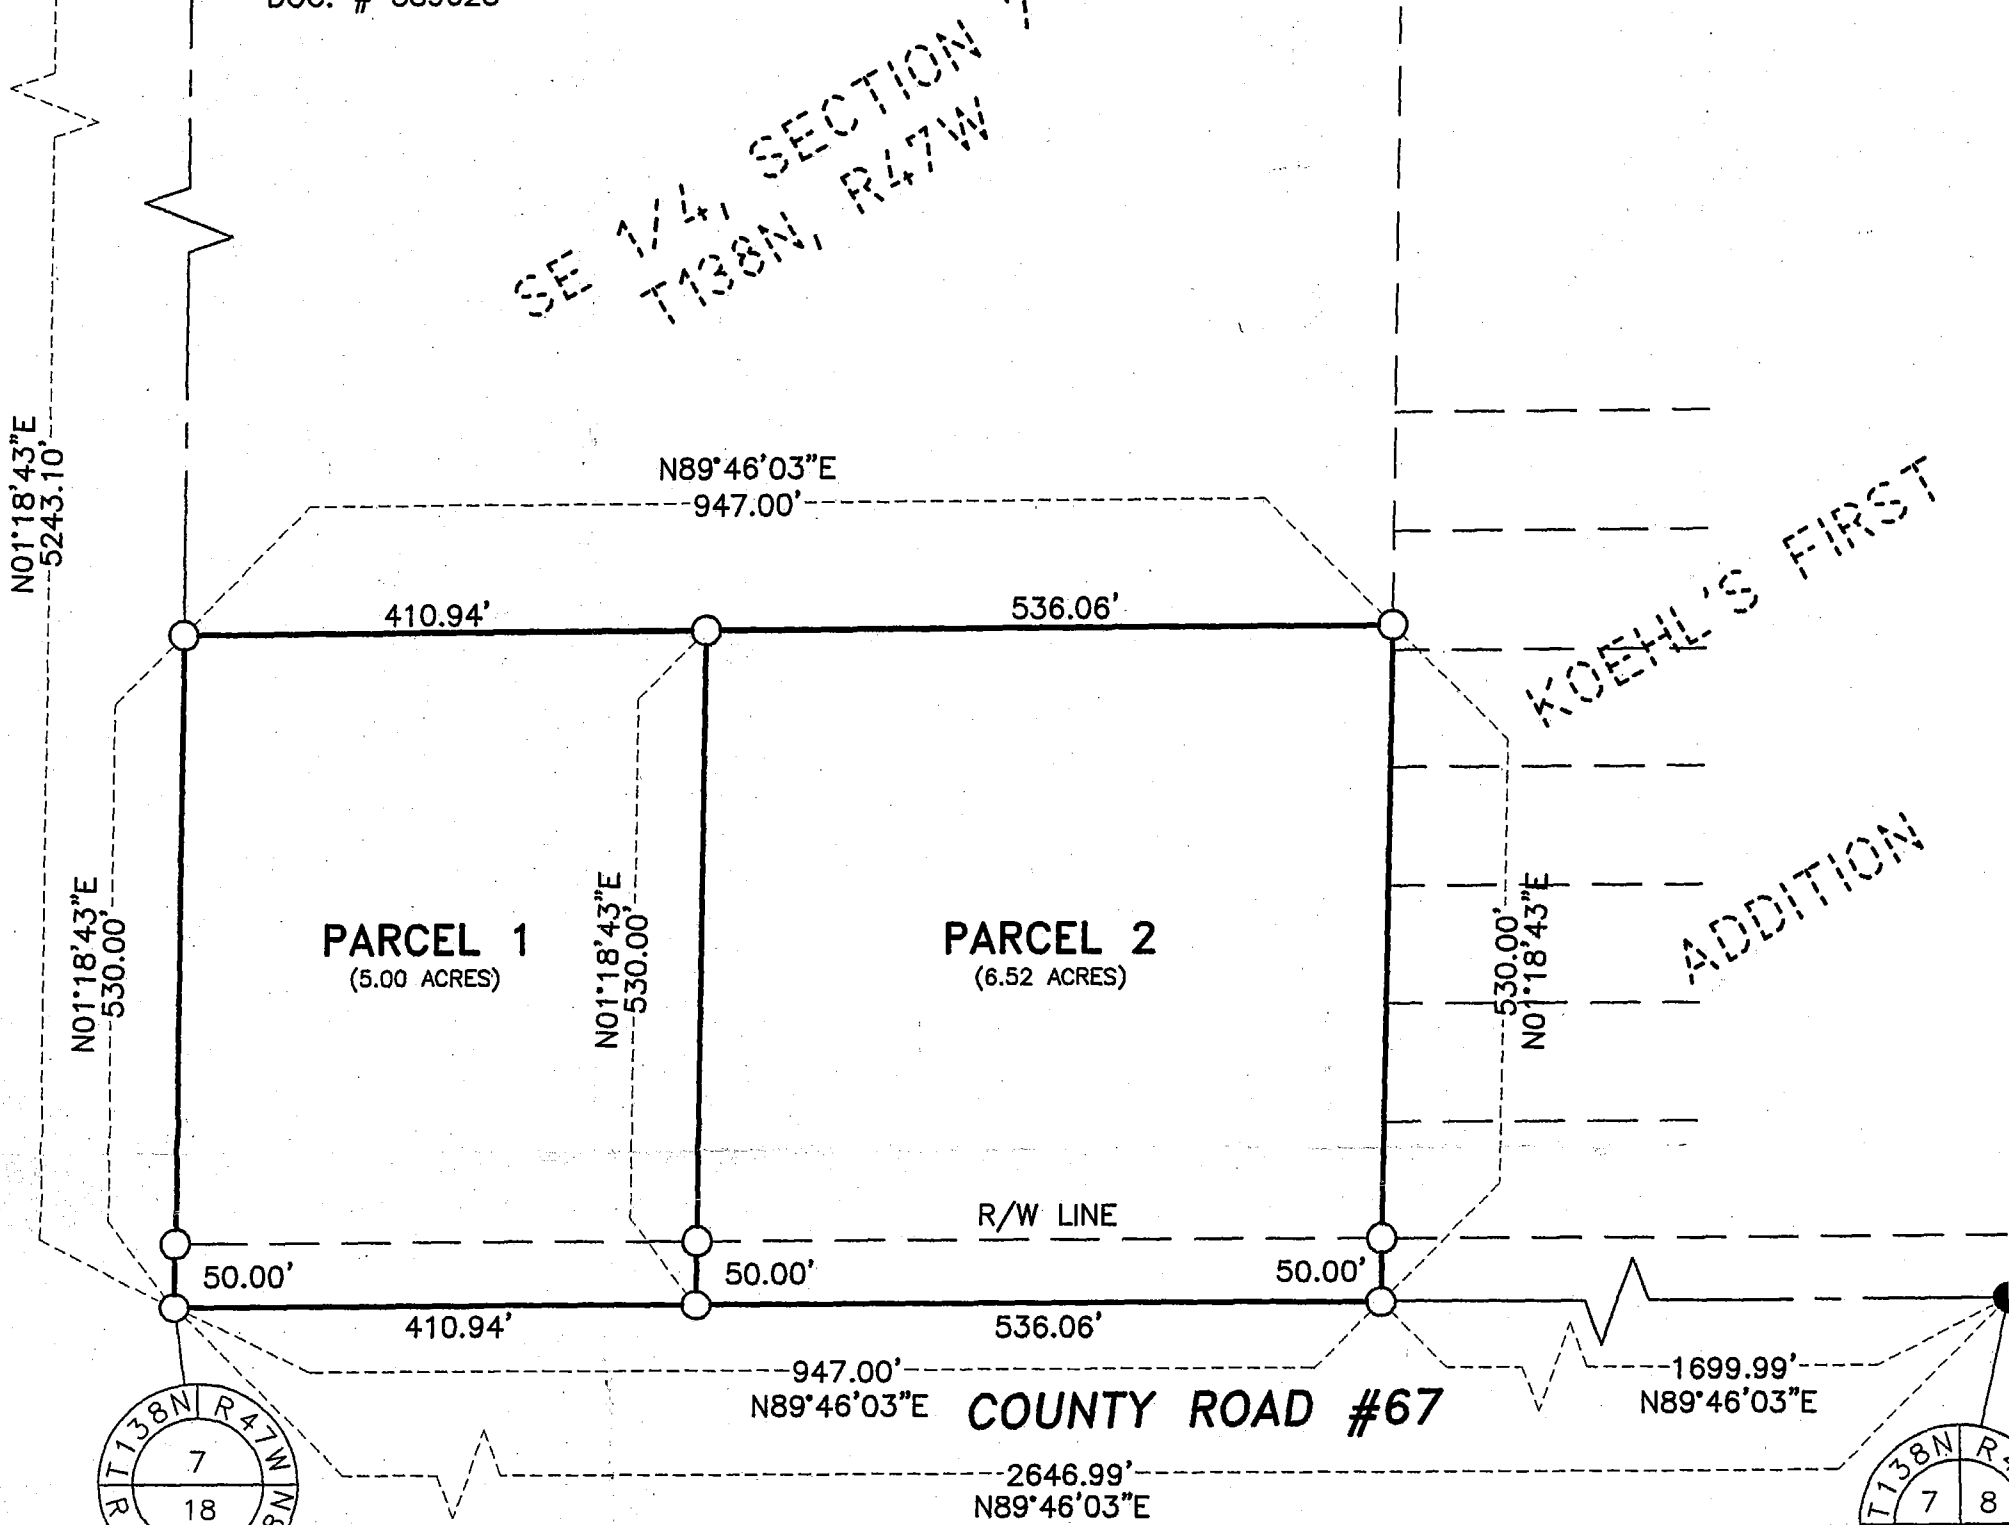 SE 1/4, SECTION 7
T138N, R47W
N01°18'43"E
5243.10'
N89°46'03"E
947.00'
410.94'
536.06'
KOEHL'S FIRST
ADDITION
N01°18'43"E
530.00'
PARCEL 1
(5.00 ACRES)
N01°18'43"E
530.00'
PARCEL 2
(6.52 ACRES)
530.00'
N01°18'43"E
R/W LINE
50.00'
50.00'
50.00'
410.94'
536.06'
947.00'
N89°46'03"E
COUNTY ROAD #67
1699.99'
N89°46'03"E
2646.99'
N89°46'03"E
T138N R47W
7
18
T138N
7 8